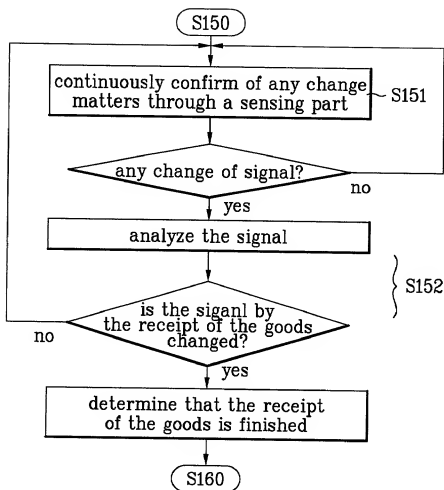 S150
continuously confirm of any change
matters through a sensing part
S151
any change of signal?
no
yes
analyze the signal
S152
is the siganl by
the receipt of the goods
changed?
no
yes
determine that the receipt
of the goods is finished
S160